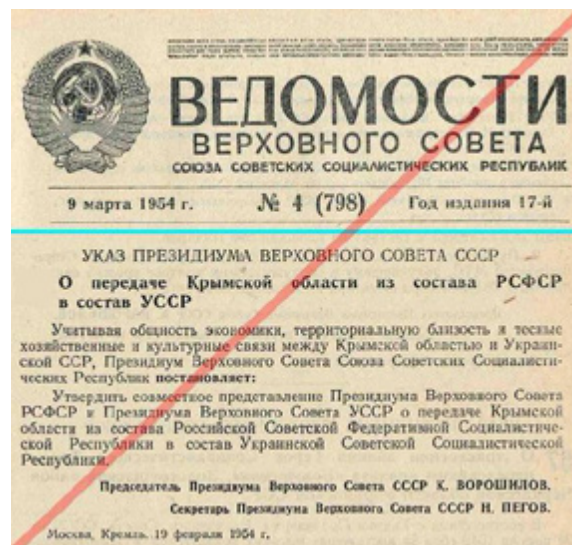 ВЕДОМОСТИ
ВЕРХОВНОГО СОВЕТА
СОЮЗА СОВЕТСКИХ СОЦИАЛИСТИЧЕСКИХ РЕСПУБЛИК
9 марта 1954 г. № 4 (798) Год издания 17-й
УКАЗ ПРЕЗИДИУМА ВЕРХОВНОГО СОВЕТА СССР
О передаче Крымской области из состава РСФСР
в состав УССР
Учитывая общность экономики, территориальную близость и тесные
хозяйственные и культурные связи между Крымской областью и Украин-
ской ССР, Президиум Верховного Совета Союза Советских Социалисти-
ческих Республик постановляет:
Утвердить совместное представление Президиума Верховного Совета
РСФСР и Президиума Верховного Совета УССР о передаче Крымской
области из состава Российской Советской Федеративной Социалистиче-
ской Республики в состав Украинской Советской Социалистической
Республики.
Председатель Президиума Верховного Совета СССР К. ВОРОШИЛОВ.
Секретарь Президиума Верховного Совета СССР Н. ПЕГОВ.
Москва, Кремль. 19 февраля 1954 г.